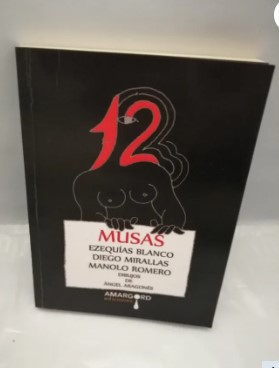 12
MUSAS
EZEQUÍAS BLANCO
DIEGO MIRALLAS
MANOLO ROMERO
DIBUJOS
DE
ÁNGEL ARAGONÉS
AMARGORD